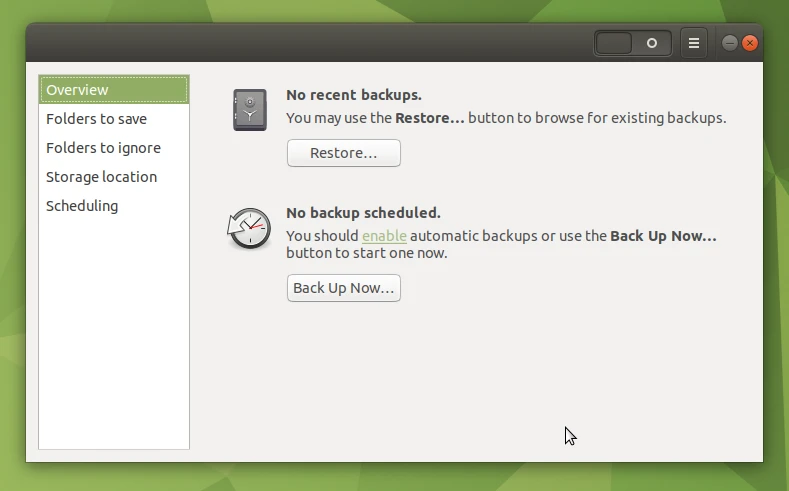 Overview
Folders to save
Folders to ignore
Storage location
Scheduling
No recent backups.
You may use the Restore... button to browse for existing backups.
Restore...
No backup scheduled.
You should enable automatic backups or use the Back Up Now...
button to start one now.
Back Up Now...